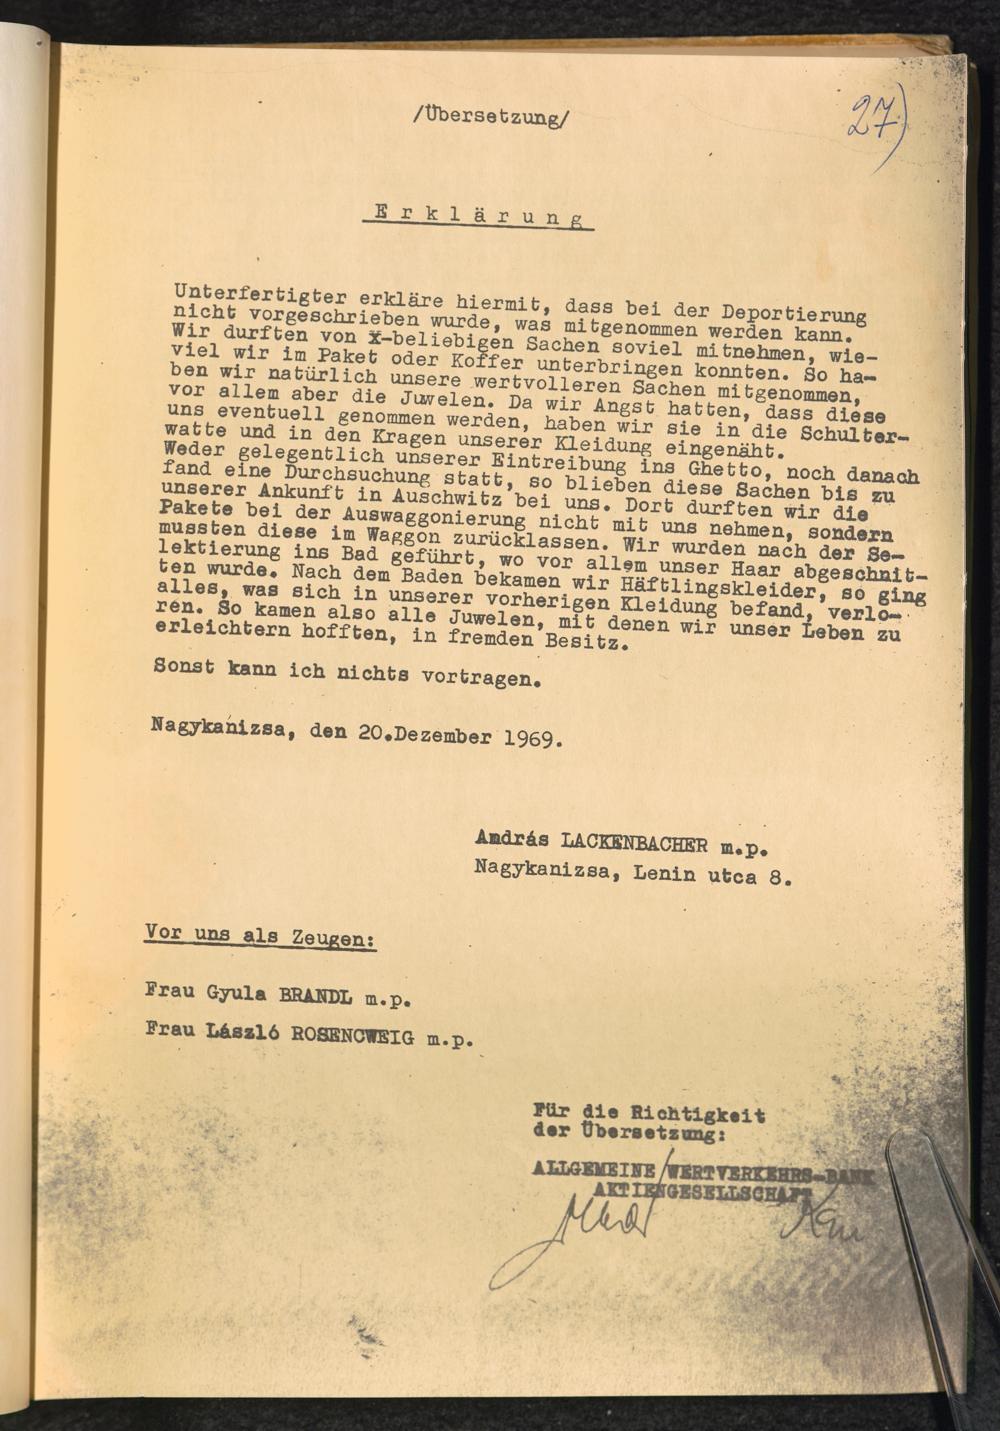 27)
/Übersetzung/
Erklärung
Unterfertigter erkläre hiermit, dass bei der Deportierung
nicht vorgeschrieben wurde, was mitgenommen werden kann.
Wir durften von x-beliebigen Sachen soviel mitnehmen, wie-
viel wir im Paket oder Koffer unterbringen konnten. So ha-
ben wir natürlich unsere wertvolleren Sachen mitgenommen,
vor allem aber die Juwelen. Da wir Angst hatten, dass diese
uns eventuell genommen werden, haben wir sie in die Schulter-
watte und in den Kragen unserer Kleidung eingenäht.
Weder gelegentlich unserer Eintreibung ins Ghetto, noch danach
fand eine Durchsuchung statt, so blieben diese Sachen bis zu
unserer Ankunft in Auschwitz bei uns. Dort durften wir die
Pakete bei der Auswaggonierung nicht mit uns nehmen, sondern
mussten diese im Waggon zurücklassen. Wir wurden nach der Se-
lektierung ins Bad geführt, wo vor allem unser Haar abgeschnit-
ten wurde. Nach dem Baden bekamen wir Häftlingskleider, so ging
alles, was sich in unserer vorherigen Kleidung befand, verlo-
ren. So kamen also alle Juwelen, mit denen wir unser Leben zu
erleichtern hofften, in fremden Besitz.
Sonst kann ich nichts vortragen.
Nagykanizsa, den 20.Dezember 1969.
András LACKENBACHER m.p.
Nagykanizsa, Lenin utca 8.
Vor uns als Zeugen:
Frau Gyula BRANDL m.p.
Frau László ROSENCWEIG m.p.
Für die Richtigkeit
der Übersetzung:
ALLGEMEINE WERTVERKEHRS-BANK
AKTIENGESELLSCHAFT